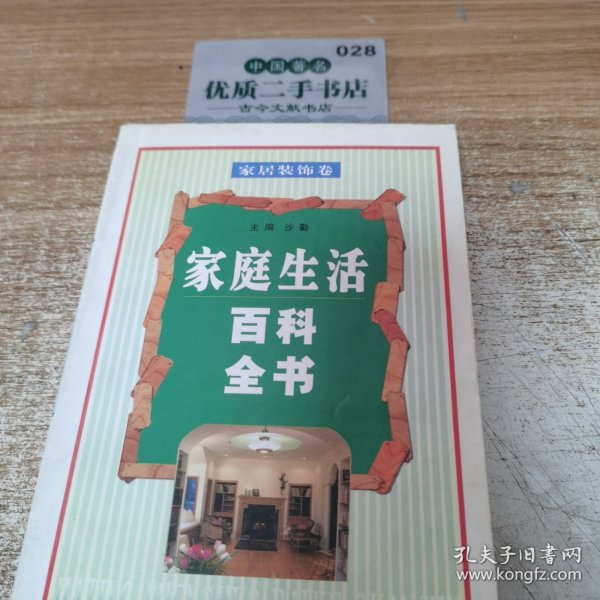 028
中国著名
优质二手书店
古今文献书店
家居装饰卷
主编 沙勤
家庭生活
百科
全书
孔夫子旧书网
www.kongfz.com